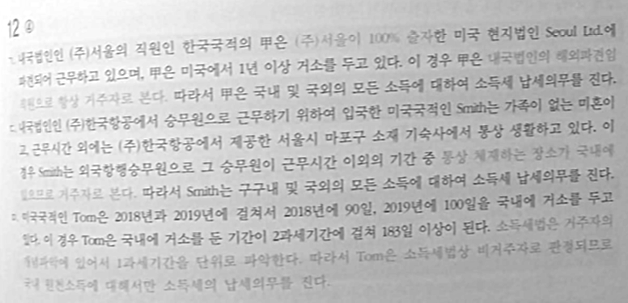 12 ④
ㄱ. 내국법인인 (주)서울의 직원인 한국국적의 甲은 (주)서울이 100% 출자한 미국 현지법인 Seoul Ltd.에
파견되어 근무하고 있으며, 甲은 미국에서 1년 이상 거소를 두고 있다. 이 경우 甲은 내국법인의 해외파견임
직원으로 항상 거주자로 본다. 따라서 甲은 국내 및 국외의 모든 소득에 대하여 소득세 납세의무를 진다.
ㄷ. 내국법인인 (주)한국항공에서 승무원으로 근무하기 위하여 입국한 미국국적인 Smith는 가족이 없는 미혼이
고, 근무시간 외에는 (주)한국항공에서 제공한 서울시 마포구 소재 기숙사에서 통상 생활하고 있다. 이
경우 Smith는 외국항행승무원으로 그 승무원이 근무시간 이외의 기간 중 통상 체재하는 장소가 국내에
있으므로 거주자로 본다. 따라서 Smith는 구구내 및 국외의 모든 소득에 대하여 소득세 납세의무를 진다.
ㅁ. 미국국적인 Tom은 2018년과 2019년에 걸쳐서 2018년에 90일, 2019년에 100일을 국내에 거소를 두고
있다. 이 경우 Tom은 국내에 거소를 둔 기간이 2과세기간에 걸쳐 183일 이상이 된다. 소득세법은 거주자의
있어서 1과세기간을 단위로 파악한다. 따라서 Tom은 소득세법상 비거주자로 판정되므로
국내 원천소득에 대해서만 소득세의 납세의무를 진다.